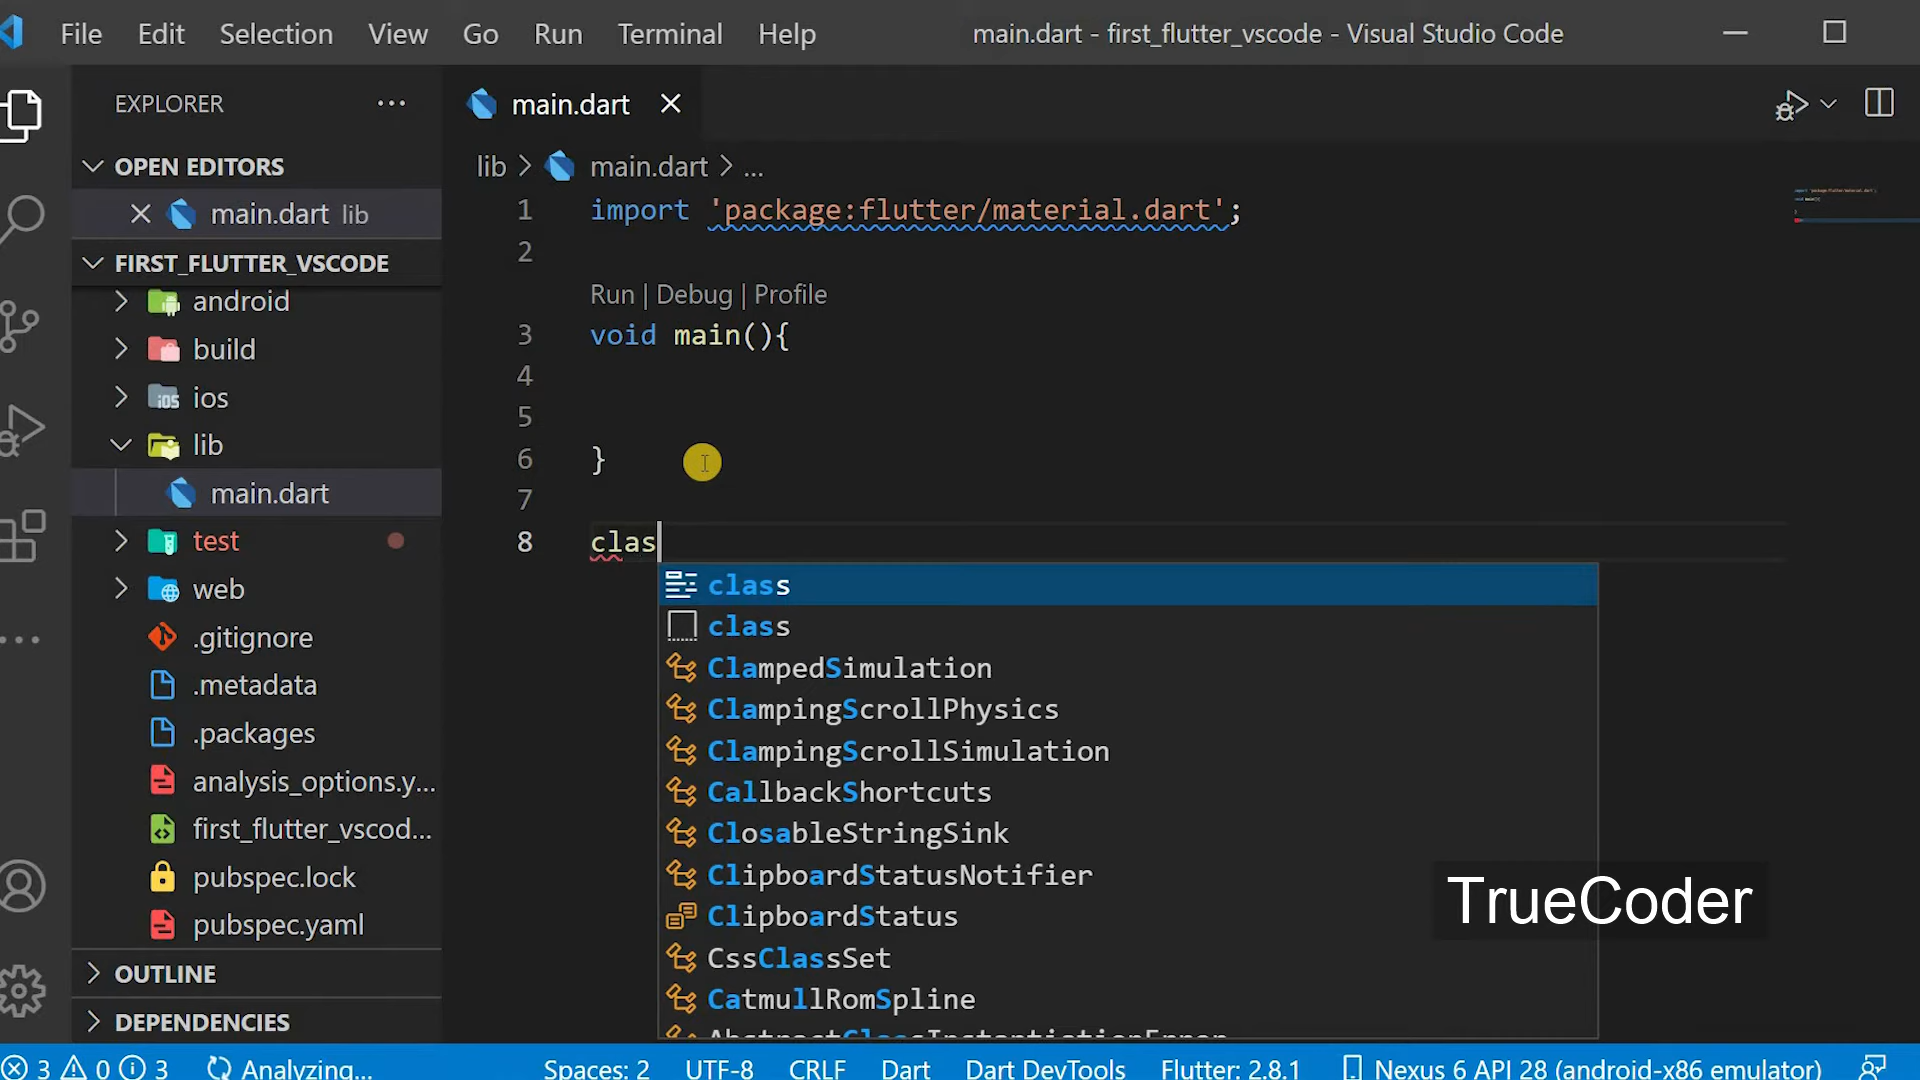 File Edit Selection View Go Run Terminal Help main.dart - first_flutter_vscode - Visual Studio Code
EXPLORER ...
OPEN EDITORS
main.dart lib
FIRST_FLUTTER_VSCODE
android
build
ios
lib
main.dart
test
web
.gitignore
.metadata
.packages
analysis_options.y...
first_flutter_vscod...
pubspec.lock
pubspec.yaml
OUTLINE
DEPENDENCIES
main.dart
lib > main.dart > ...
1 import 'package:flutter/material.dart';
2
Run | Debug | Profile
3 void main(){
4
5
6 }
7
8 clas
class
class
ClampedSimulation
ClampingScrollPhysics
ClampingScrollSimulation
CallbackShortcuts
ClosableStringSink
ClipboardStatusNotifier
ClipboardStatus
CssClassSet
CatmullRomSpline
AbstractClassInstantiationError
TrueCoder
3 0 3 Analyzing... Spaces: 2 UTF-8 CRLF Dart Dart DevTools Flutter: 2.8.1 Nexus 6 API 28 (android-x86 emulator)